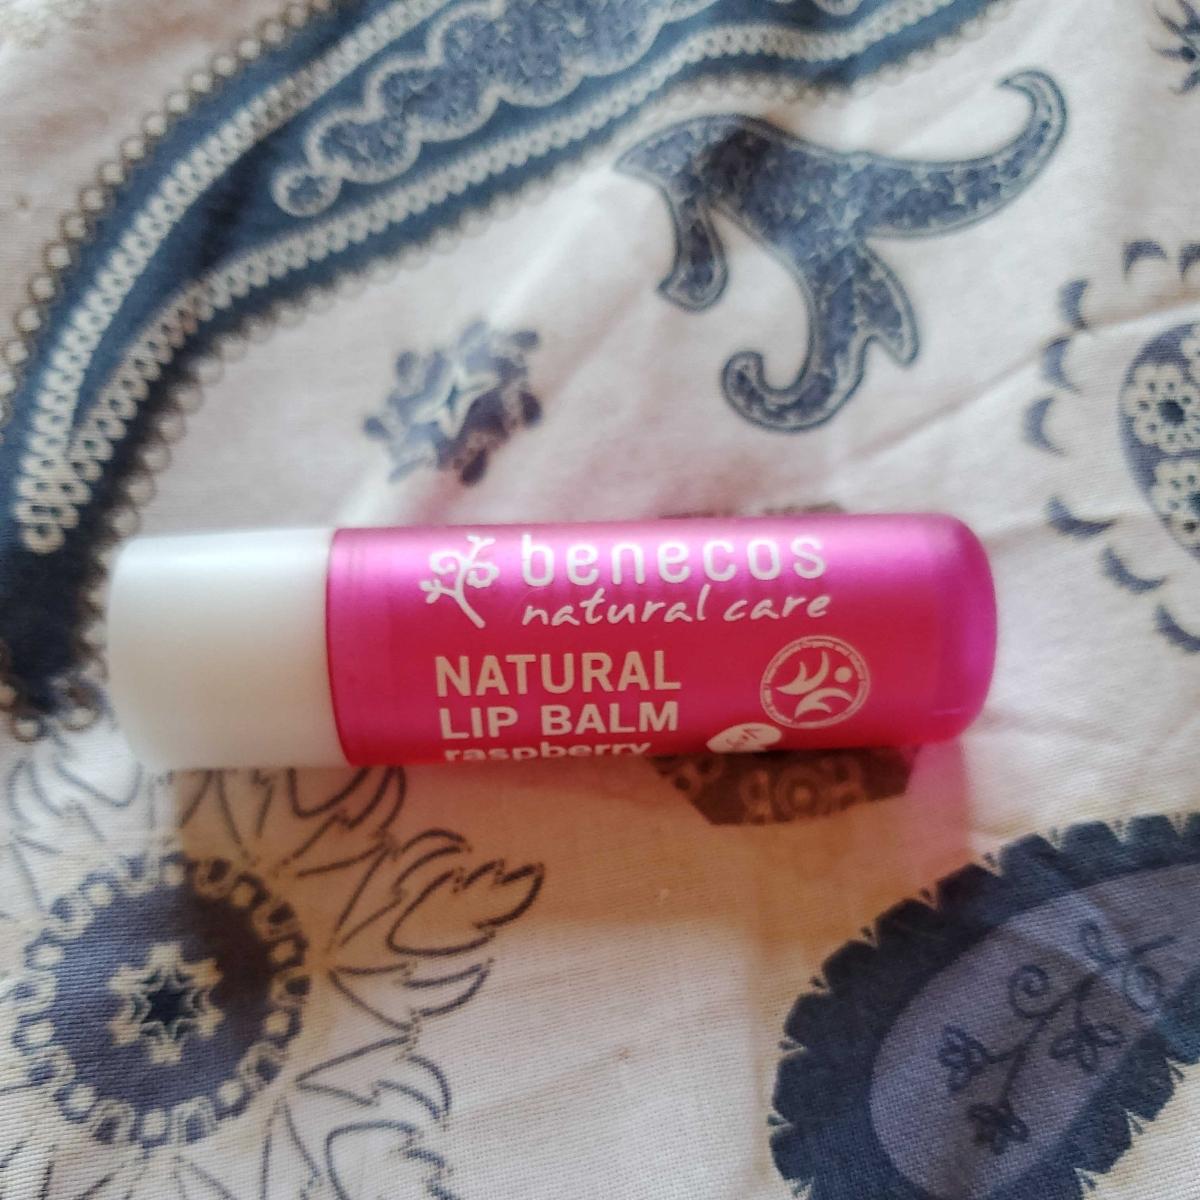 benecos
natural care
NATURAL
LIP BALM
raspberry